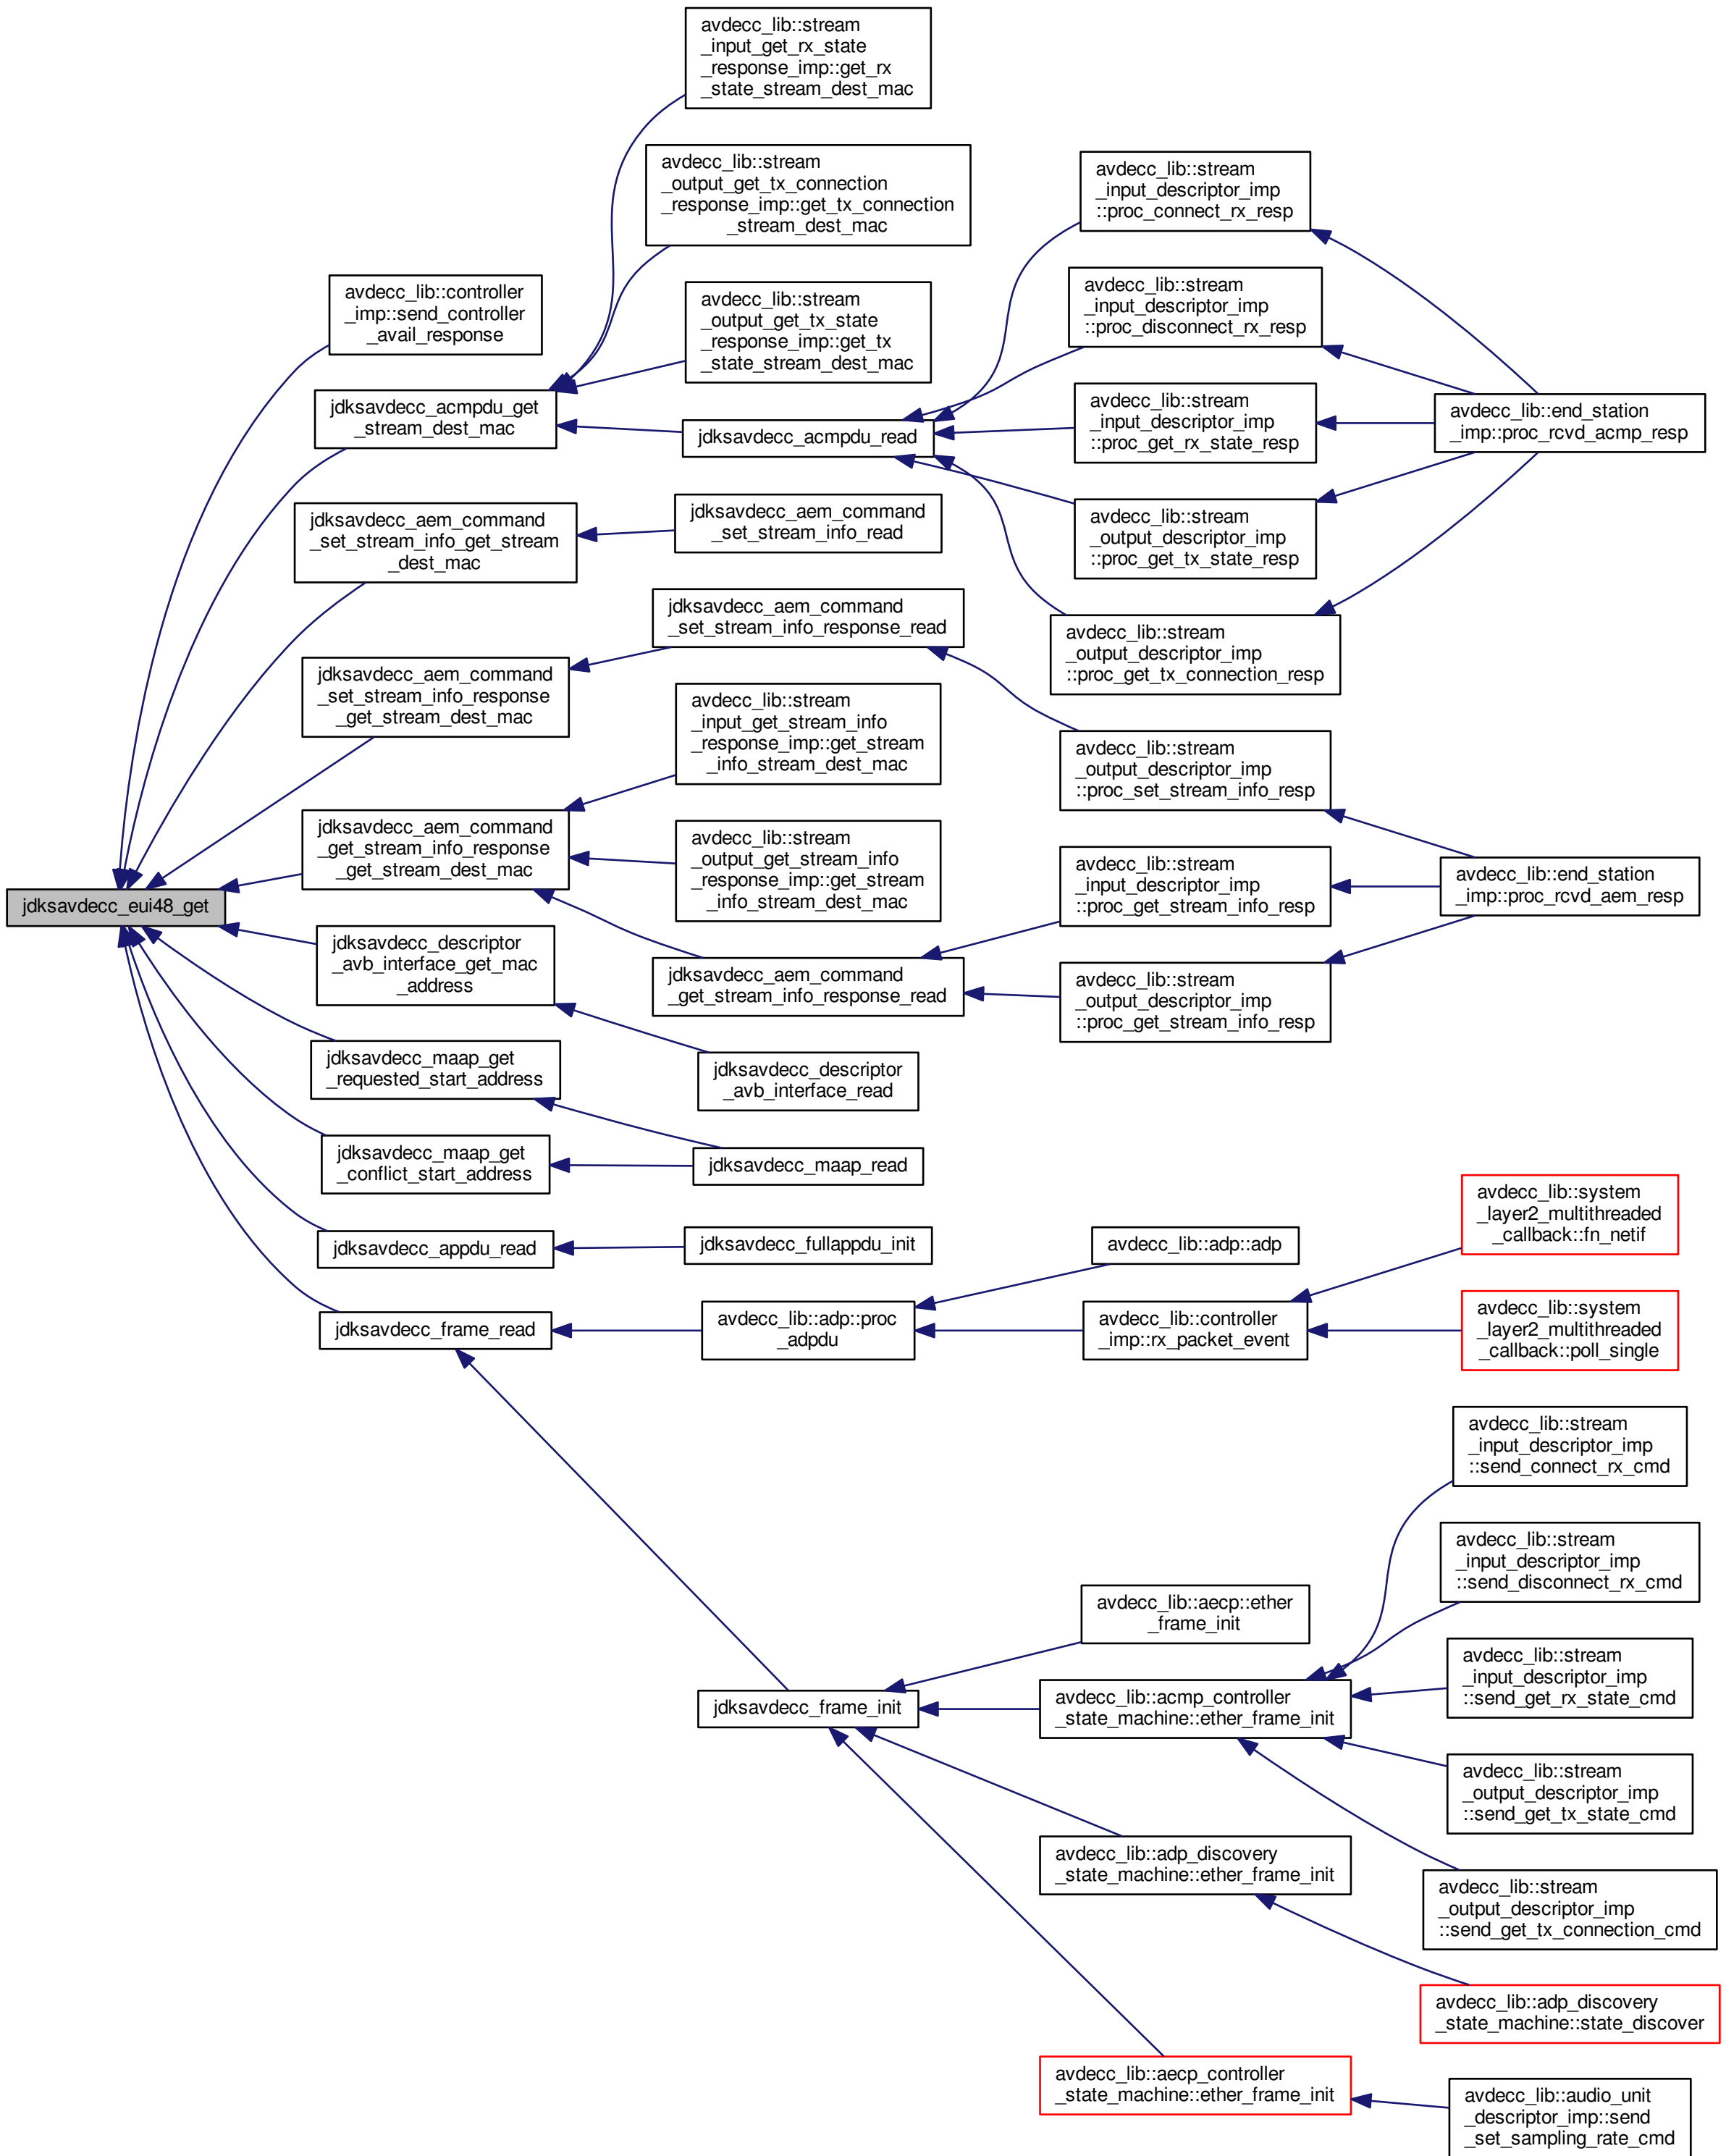 avdecc_lib::stream
_input_get_rx_state
_response_imp::get_rx
_state_stream_dest_mac
avdecc_lib::stream
_output_get_tx_connection
_response_imp::get_tx_connection
_stream_dest_mac
avdecc_lib::stream
_output_get_tx_state
_response_imp::get_tx
_state_stream_dest_mac
avdecc_lib::controller
_imp::send_controller
_avail_response
jdksavdecc_acmpdu_get
_stream_dest_mac
jdksavdecc_acmpdu_read
avdecc_lib::stream
_input_descriptor_imp
::proc_connect_rx_resp
avdecc_lib::stream
_input_descriptor_imp
::proc_disconnect_rx_resp
avdecc_lib::stream
_input_descriptor_imp
::proc_get_rx_state_resp
avdecc_lib::stream
_output_descriptor_imp
::proc_get_tx_state_resp
avdecc_lib::stream
_output_descriptor_imp
::proc_get_tx_connection_resp
avdecc_lib::end_station
_imp::proc_rcvd_acmp_resp
jdksavdecc_aem_command
_set_stream_info_get_stream
_dest_mac
jdksavdecc_aem_command
_set_stream_info_read
jdksavdecc_aem_command
_set_stream_info_response
_get_stream_dest_mac
jdksavdecc_aem_command
_set_stream_info_response_read
avdecc_lib::stream
_output_descriptor_imp
::proc_set_stream_info_resp
jdksavdecc_aem_command
_get_stream_info_response
_get_stream_dest_mac
avdecc_lib::stream
_input_get_stream_info
_response_imp::get_stream
_info_stream_dest_mac
avdecc_lib::stream
_output_get_stream_info
_response_imp::get_stream
_info_stream_dest_mac
jdksavdecc_aem_command
_get_stream_info_response_read
avdecc_lib::stream
_input_descriptor_imp
::proc_get_stream_info_resp
avdecc_lib::stream
_output_descriptor_imp
::proc_get_stream_info_resp
avdecc_lib::end_station
_imp::proc_rcvd_aem_resp
jdksavdecc_eui48_get
jdksavdecc_descriptor
_avb_interface_get_mac
_address
jdksavdecc_descriptor
_avb_interface_read
jdksavdecc_maap_get
_requested_start_address
jdksavdecc_maap_get
_conflict_start_address
jdksavdecc_maap_read
jdksavdecc_appdu_read
jdksavdecc_fullappdu_init
jdksavdecc_frame_read
avdecc_lib::adp::proc
_adpdu
avdecc_lib::adp::adp
avdecc_lib::controller
_imp::rx_packet_event
avdecc_lib::system
_layer2_multithreaded
_callback::fn_netif
avdecc_lib::system
_layer2_multithreaded
_callback::poll_single
jdksavdecc_frame_init
avdecc_lib::aecp::ether
_frame_init
avdecc_lib::acmp_controller
_state_machine::ether_frame_init
avdecc_lib::stream
_input_descriptor_imp
::send_connect_rx_cmd
avdecc_lib::stream
_input_descriptor_imp
::send_disconnect_rx_cmd
avdecc_lib::stream
_input_descriptor_imp
::send_get_rx_state_cmd
avdecc_lib::stream
_output_descriptor_imp
::send_get_tx_state_cmd
avdecc_lib::stream
_output_descriptor_imp
::send_get_tx_connection_cmd
avdecc_lib::adp_discovery
_state_machine::ether_frame_init
avdecc_lib::adp_discovery
_state_machine::state_discover
avdecc_lib::aecp_controller
_state_machine::ether_frame_init
avdecc_lib::audio_unit
_descriptor_imp::send
_set_sampling_rate_cmd